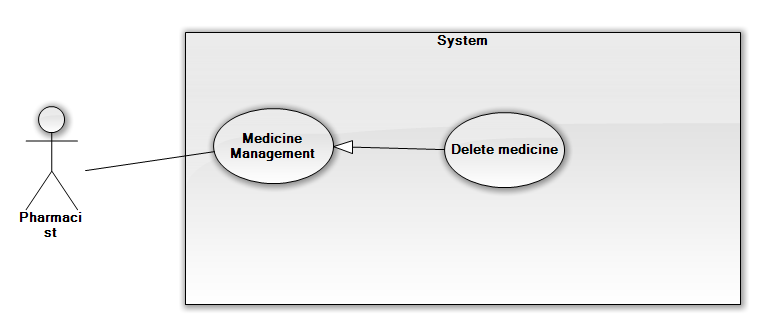 System
Medicine
Management
Delete medicine
Pharmaci
st